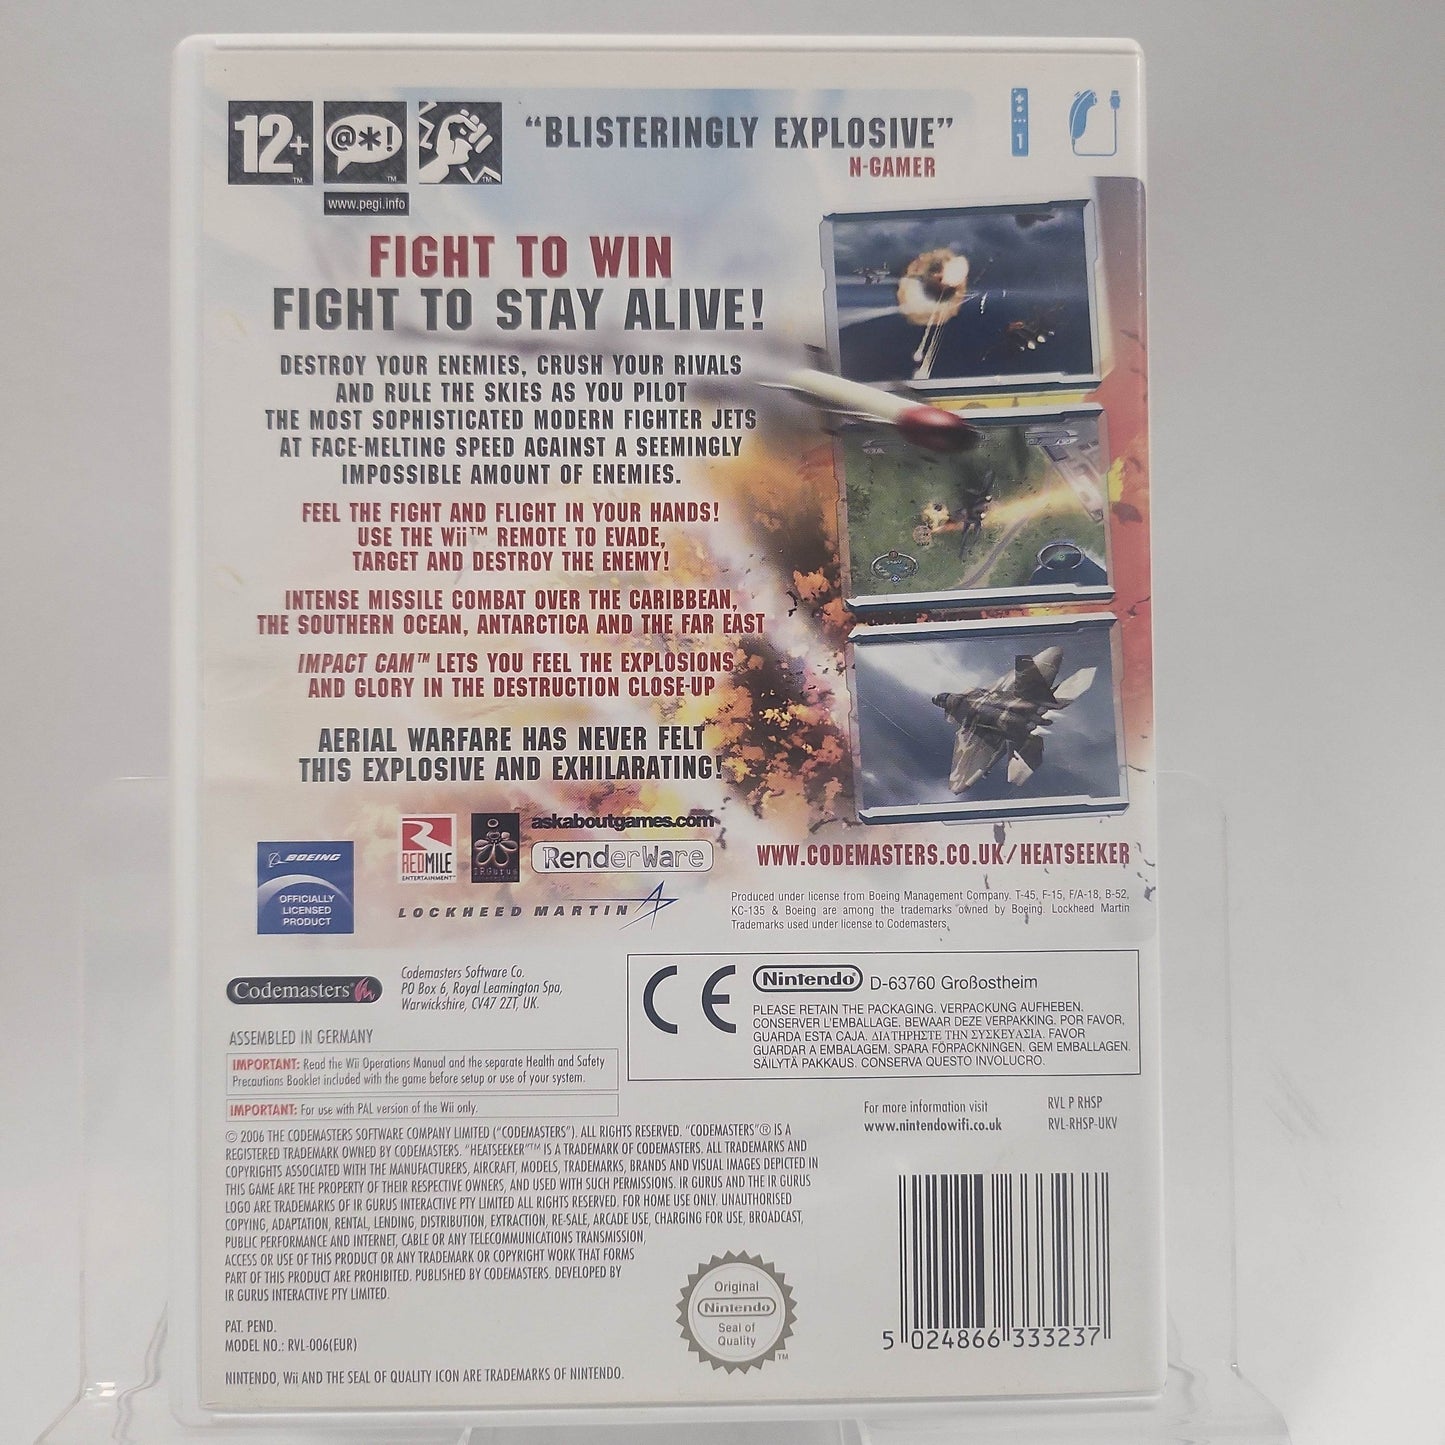 12+
@*!
www.pegi.info
"BLISTERINGLY EXPLOSIVE"
N-GAMER
1
FIGHT TO WIN
FIGHT TO STAY ALIVE!
DESTROY YOUR ENEMIES, CRUSH YOUR RIVALS
AND RULE THE SKIES AS YOU PILOT
THE MOST SOPHISTICATED MODERN FIGHTER JETS
AT FACE-MELTING SPEED AGAINST A SEEMINGLY
IMPOSSIBLE AMOUNT OF ENEMIES.
FEEL THE FIGHT AND FLIGHT IN YOUR HANDS!
USE THE Wii™ REMOTE TO EVADE,
TARGET AND DESTROY THE ENEMY!
INTENSE MISSILE COMBAT OVER THE CARIBBEAN,
THE SOUTHERN OCEAN, ANTARCTICA AND THE FAR EAST
IMPACT CAM™ LETS YOU FEEL THE EXPLOSIONS
AND GLORY IN THE DESTRUCTION CLOSE-UP
AERIAL WARFARE HAS NEVER FELT
THIS EXPLOSIVE AND EXHILARATING!
BOEING
OFFICIALLY
LICENSED
PRODUCT
REDMILE
ENTERTAINMENT™
IRGurus
askaboutgames.com
RenderWare
LOCKHEED MARTIN
WWW.CODEMASTERS.CO.UK/HEATSEEKER
Produced under license from Boeing Management Company. T-45, F-15, F/A-18, B-52,
KC-135 & Boeing are among the trademarks owned by Boeing. Lockheed Martin
Trademarks used under license to Codemasters.
Codemasters®
Codemasters Software Co.
PO Box 6, Royal Leamington Spa,
Warwickshire, CV47 2ZT, UK.
CE
Nintendo® D-63760 Großostheim
PLEASE RETAIN THE PACKAGING. VERPACKUNG AUFHEBEN.
CONSERVER L'EMBALLAGE. BEWAAR DEZE VERPAKKING. POR FAVOR,
GUARDA ESTA CAJA. ΔΙΑΤΗΡΗΣΤΕ ΤΗΝ ΣΥΣΚΕΥΑΣΙΑ. FAVOR
GUARDAR A EMBALAGEM. SPARA FÖRPACKNINGEN. GEM EMBALLAGEN.
SÄILYTÄ PAKKAUS. CONSERVA QUESTO INVOLUCRO.
ASSEMBLED IN GERMANY
IMPORTANT: Read the Wii Operations Manual and the separate Health and Safety
Precautions Booklet included with the game before setup or use of your system.
IMPORTANT: For use with PAL version of the Wii only.
For more information visit
www.nintendowifi.co.uk
RVL P RHSP
RVL-RHSP-UKV
© 2006 THE CODEMASTERS SOFTWARE COMPANY LIMITED ("CODEMASTERS"). ALL RIGHTS RESERVED. "CODEMASTERS"® IS A
REGISTERED TRADEMARK OWNED BY CODEMASTERS. "HEATSEEKER"™ IS A TRADEMARK OF CODEMASTERS. ALL TRADEMARKS AND
COPYRIGHTS ASSOCIATED WITH THE MANUFACTURERS, AIRCRAFT, MODELS, TRADEMARKS, BRANDS AND VISUAL IMAGES DEPICTED IN
THIS GAME ARE THE PROPERTY OF THEIR RESPECTIVE OWNERS, AND USED WITH SUCH PERMISSIONS. IR GURUS AND THE IR GURUS
LOGO ARE TRADEMARKS OF IR GURUS INTERACTIVE PTY LIMITED ALL RIGHTS RESERVED. FOR HOME USE ONLY. UNAUTHORISED
COPYING, ADAPTATION, RENTAL, LENDING, DISTRIBUTION, EXTRACTION, RE-SALE, ARCADE USE, CHARGING FOR USE, BROADCAST,
PUBLIC PERFORMANCE AND INTERNET, CABLE OR ANY TELECOMMUNICATIONS TRANSMISSION,
ACCESS OR USE OF THIS PRODUCT OR ANY TRADEMARK OR COPYRIGHT WORK THAT FORMS
PART OF THIS PRODUCT ARE PROHIBITED. PUBLISHED BY CODEMASTERS. DEVELOPED BY
IR GURUS INTERACTIVE PTY LIMITED.
PAT. PEND.
MODEL NO.: RVL-006(EUR)
NINTENDO, Wii AND THE SEAL OF QUALITY ICON ARE TRADEMARKS OF NINTENDO.
Original
Nintendo
Seal of
Quality
™
5 024866 333237